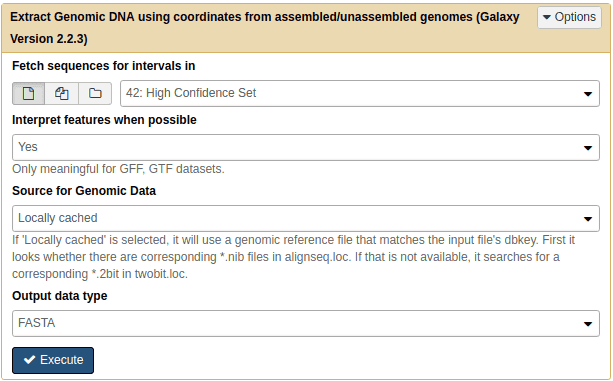 Extract Genomic DNA using coordinates from assembled/unassembled genomes (Galaxy
Version 2.2.3)
Options
Fetch sequences for intervals in
42: High Confidence Set
Interpret features when possible
Yes
Only meaningful for GFF, GTF datasets.
Source for Genomic Data
Locally cached
If 'Locally cached' is selected, it will use a genomic reference file that matches the input file's dbkey. First it
looks whether there are corresponding *.nib files in alignseq.loc. If that is not available, it searches for a
corresponding *.2bit in twobit.loc.
Output data type
FASTA
Execute